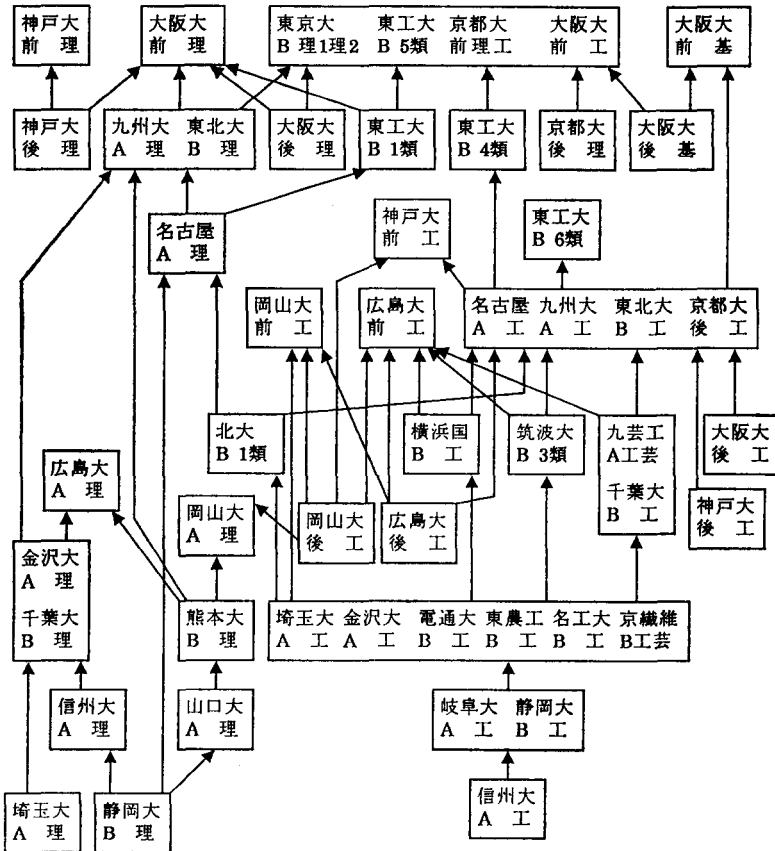 神戸大
前 理
大阪大
前 理
東京大 東工大 京都大 大阪大
B 理1理2 B 5類 前理工 前 工
大阪大
前 基
神戸大
後 理
九州大 東北大
A 理 B 理
大阪大
後 理
東工大
B 1類
東工大
B 4類
京都大
後 理
大阪大
後 基
名古屋
A 理
神戸大
前 工
東工大
B 6類
岡山大
前 工
広島大
前 工
名古屋 九州大 東北大 京都大
A 工 A 工 B 工 後 工
北大
B 1類
横浜国
B 工
筑波大
B 3類
九芸工
A工芸
千葉大
B 工
大阪大
後 工
広島大
A 理
岡山大
A 理
岡山大
後 工
広島大
後 工
神戸大
後 工
金沢大
A 理
千葉大
B 理
熊本大
B 理
埼玉大 金沢大 電通大 東農工 名工大 京繊維
A 工 A 工 B 工 B 工 B 工 B工芸
信州大
A 理
山口大
A 理
岐阜大 静岡大
A 工 B 工
埼玉大
A 理
静岡大
B 理
信州大
A 工